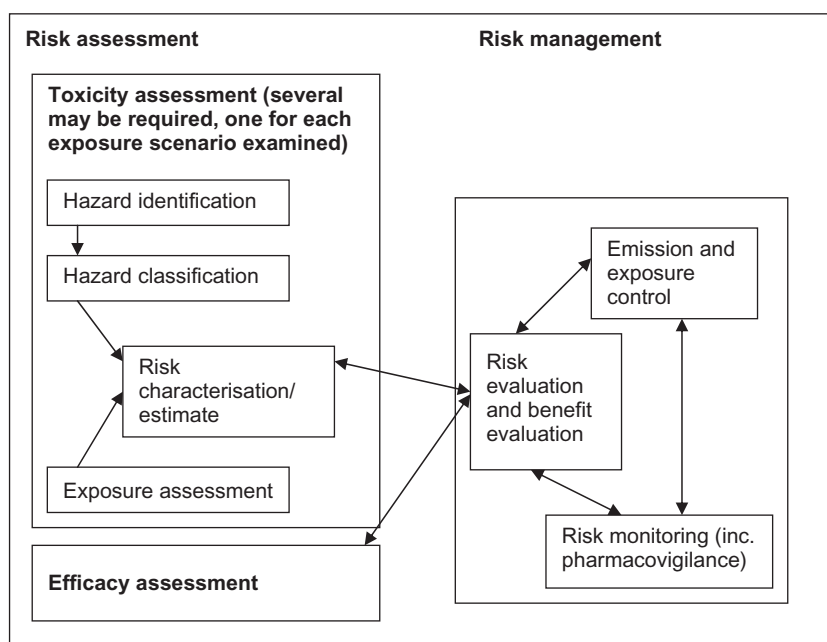 Risk assessment
Risk management
Toxicity assessment (several
may be required, one for each
exposure scenario examined)
Hazard identification
Hazard classification
Risk
characterisation/
estimate
Exposure assessment
Efficacy assessment
Emission and
exposure
control
Risk
evaluation
and benefit
evaluation
Risk monitoring (inc.
pharmacovigilance)